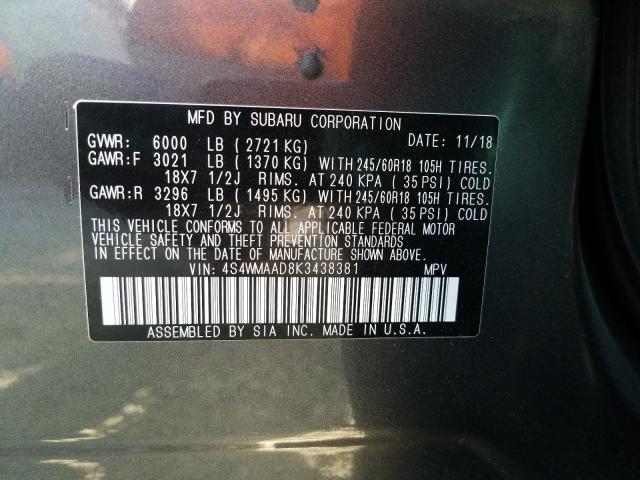 MFD BY SUBARU CORPORATION
GVWR: 6000 LB ( 2721 KG) DATE: 11/18
GAWR:F 3021 LB ( 1370 KG) WITH 245/60R18 105H TIRES.
18X7 1/2J RIMS. AT 240 KPA ( 35 PSI) COLD
GAWR:R 3296 LB ( 1495 KG) WITH 245/60R18 105H TIRES.
18X7 1/2J RIMS. AT 240 KPA ( 35 PSI) COLD
THIS VEHICLE CONFORMS TO ALL APPLICABLE FEDERAL MOTOR
VEHICLE SAFETY AND THEFT PREVENTION STANDARDS
IN EFFECT ON THE DATE OF MANUFACTURE SHOWN ABOVE.
VIN: 4S4WMAAD8K3438381 MPV
ASSEMBLED BY SIA INC. MADE IN U.S.A.